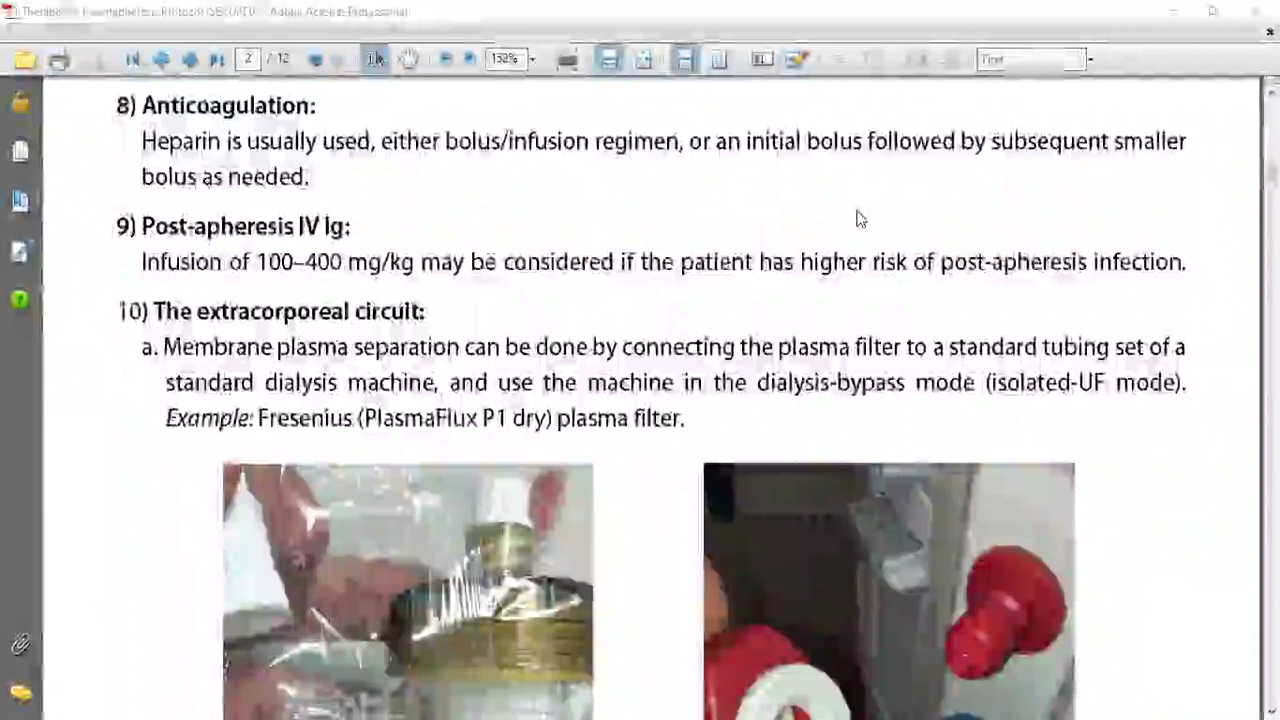 2 / 12
132%
8) Anticoagulation:
Heparin is usually used, either bolus/infusion regimen, or an initial bolus followed by subsequent smaller
bolus as needed.
9) Post-apheresis IV Ig:
Infusion of 100–400 mg/kg may be considered if the patient has higher risk of post-apheresis infection.
10) The extracorporeal circuit:
a. Membrane plasma separation can be done by connecting the plasma filter to a standard tubing set of a
standard dialysis machine, and use the machine in the dialysis-bypass mode (isolated-UF mode).
Example: Fresenius (PlasmaFlux P1 dry) plasma filter.